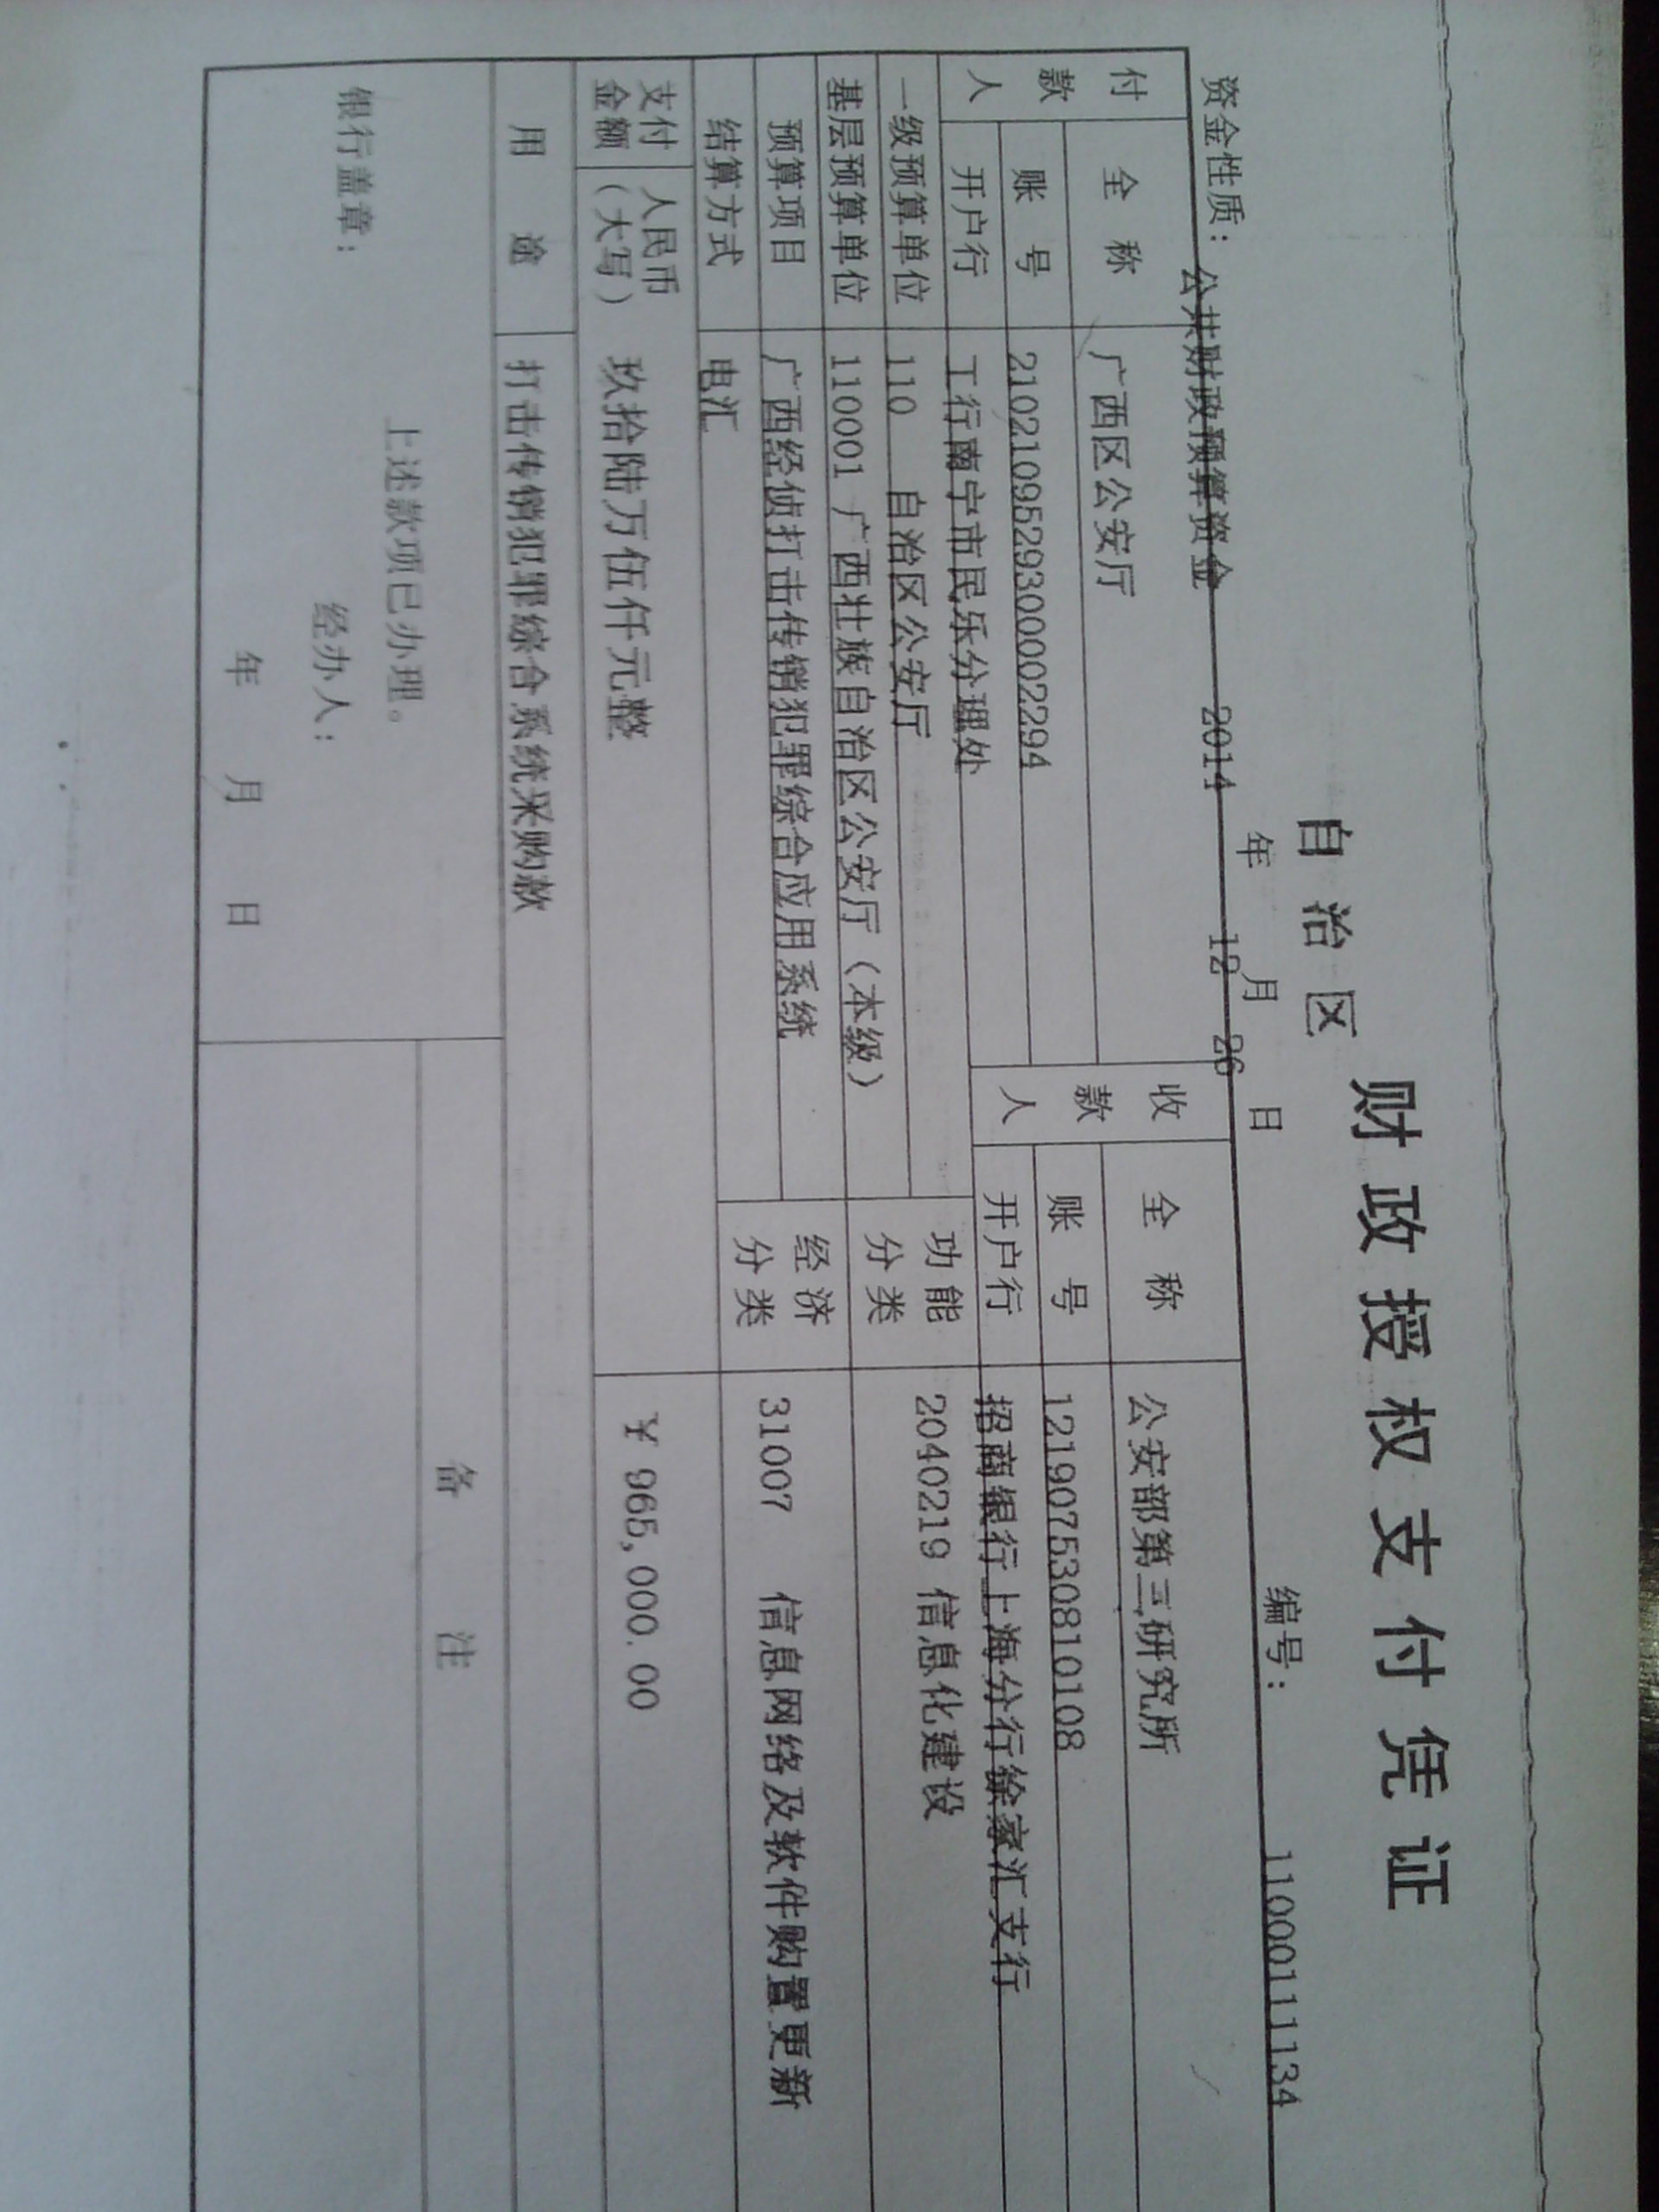 自治区 财政授权支付凭证
资金性质: 公共财政预算资金 2014 年 12 月 26 日 编号: 110001111134
付款人 全称 广西区公安厅 收款人 全称 公安部第三研究所
账号 2102109529300002294 账号 121907530810108
开户行 工行南宁市民乐分理处 开户行 招商银行上海分行徐家汇支行
一级预算单位 110 自治区公安厅 功能分类 2040219 信息化建设
基层预算单位 110001 广西壮族自治区公安厅(本级)
预算项目 广西经侦打击传销犯罪综合应用系统 经济分类 31007 信息网络及软件购置更新
结算方式 电汇
支付金额 人民币(大写) 玖拾陆万伍仟元整 ¥ 965,000.00
用途 打击传销犯罪综合系统采购款
上述款项已办理。 备注
银行盖章: 经办人:
年 月 日